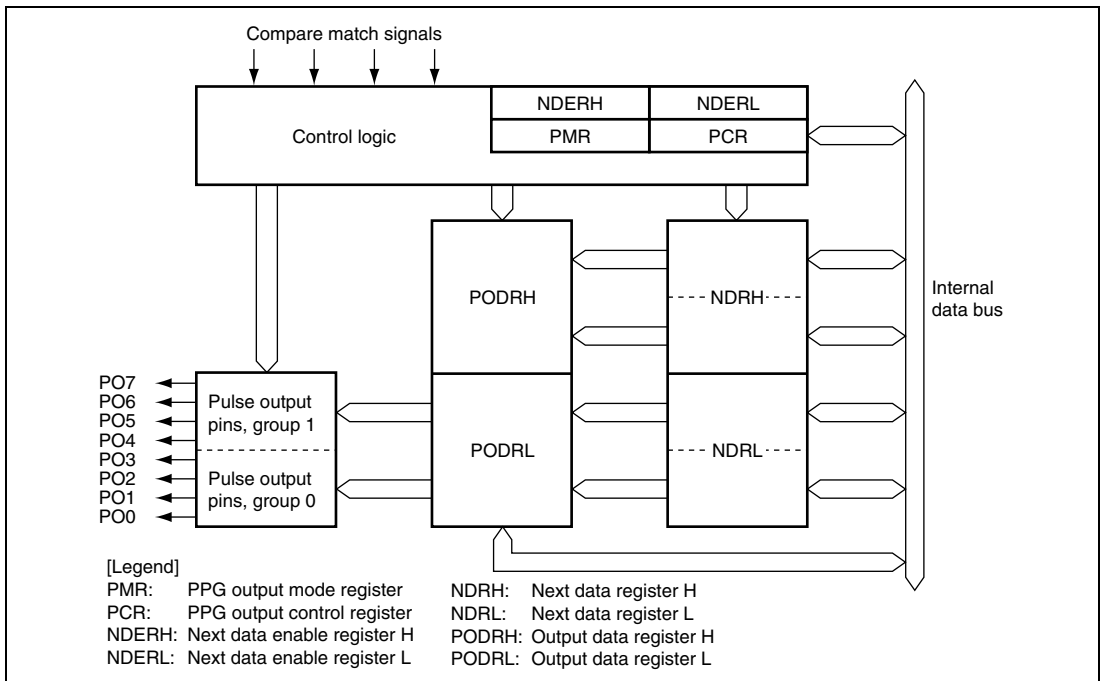 Compare match signals
NDERH
NDERL
Control logic
PMR
PCR
PODRH
NDRH
Internal
data bus
PO7
PO6
PO5
PO4
PO3
PO2
PO1
PO0
Pulse output
pins, group 1
Pulse output
pins, group 0
PODRL
NDRL
[Legend]
PMR: PPG output mode register
PCR: PPG output control register
NDERH: Next data enable register H
NDERL: Next data enable register L
NDRH: Next data register H
NDRL: Next data register L
PODRH: Output data register H
PODRL: Output data register L